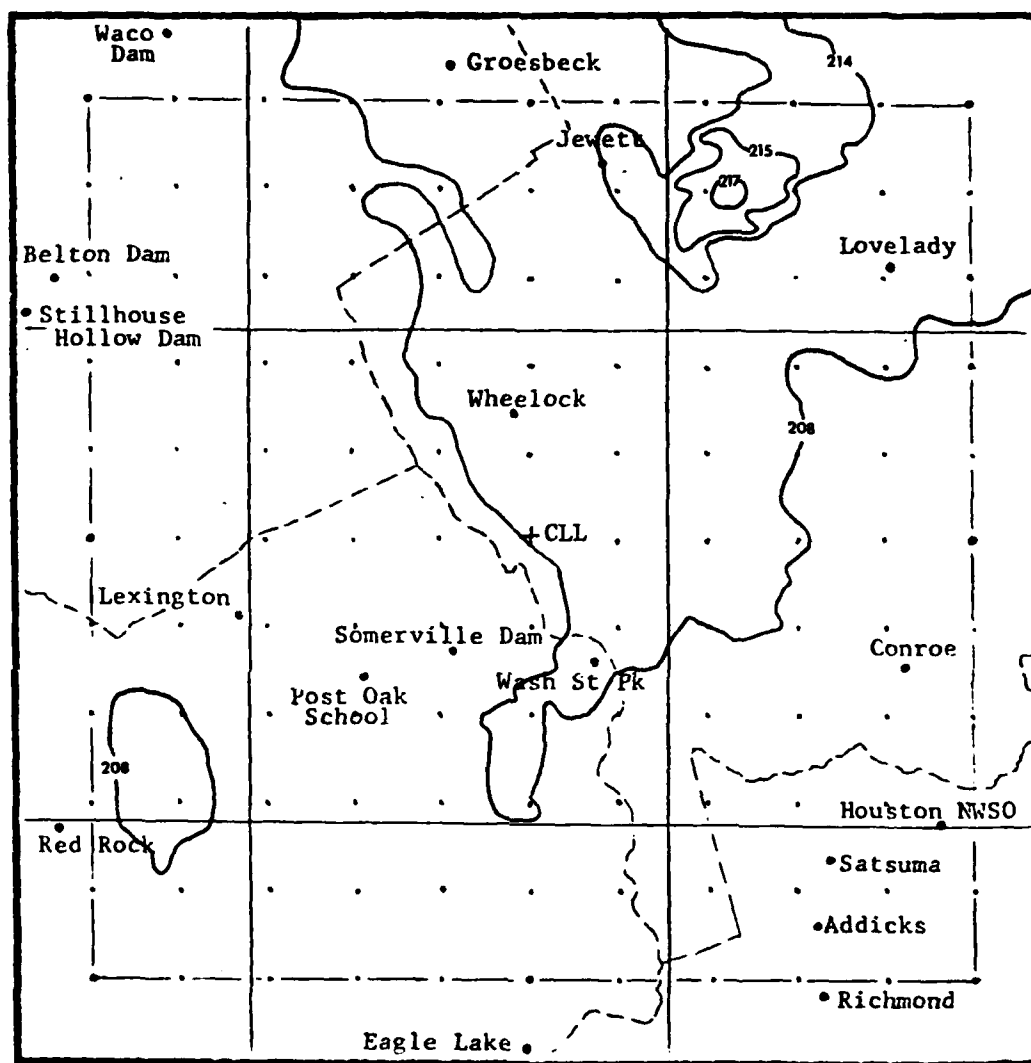 Waco
Dam
Groesbeck
214
Jewett
215
217
Belton Dam
Lovelady
Stillhouse
Hollow Dam
Wheelock
208
CLL
Lexington
Somerville Dam
Conroe
Wash St Pk
Post Oak
School
208
Houston NWSO
Red Rock
Satsuma
Addicks
Richmond
Eagle Lake